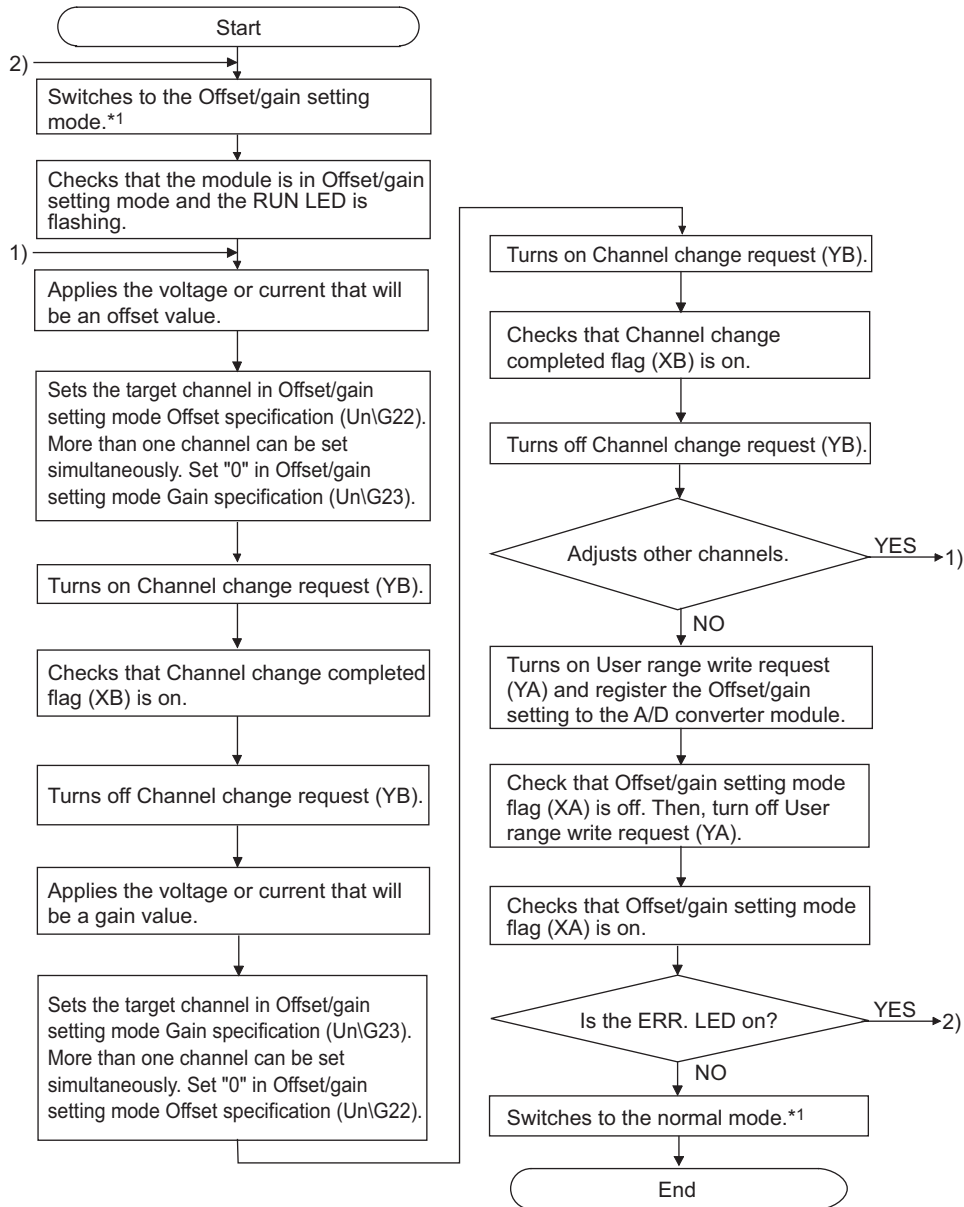 Start
2)
Switches to the Offset/gain setting
mode.*1
Checks that the module is in Offset/gain
setting mode and the RUN LED is
flashing.
1)
Applies the voltage or current that will
be an offset value.
Sets the target channel in Offset/gain
setting mode Offset specification (Un\G22).
More than one channel can be set
simultaneously. Set "0" in Offset/gain
setting mode Gain specification (Un\G23).
Turns on Channel change request (YB).
Checks that Channel change completed
flag (XB) is on.
Turns off Channel change request (YB).
Applies the voltage or current that will
be a gain value.
Sets the target channel in Offset/gain
setting mode Gain specification (Un\G23).
More than one channel can be set
simultaneously. Set "0" in Offset/gain
setting mode Offset specification (Un\G22).
Turns on Channel change request (YB).
Checks that Channel change
completed flag (XB) is on.
Turns off Channel change request (YB).
Adjusts other channels.
YES
1)
NO
Turns on User range write request
(YA) and register the Offset/gain
setting to the A/D converter module.
Check that Offset/gain setting mode
flag (XA) is off. Then, turn off User
range write request (YA).
Checks that Offset/gain setting mode
flag (XA) is on.
Is the ERR. LED on?
YES
2)
NO
Switches to the normal mode.*1
End